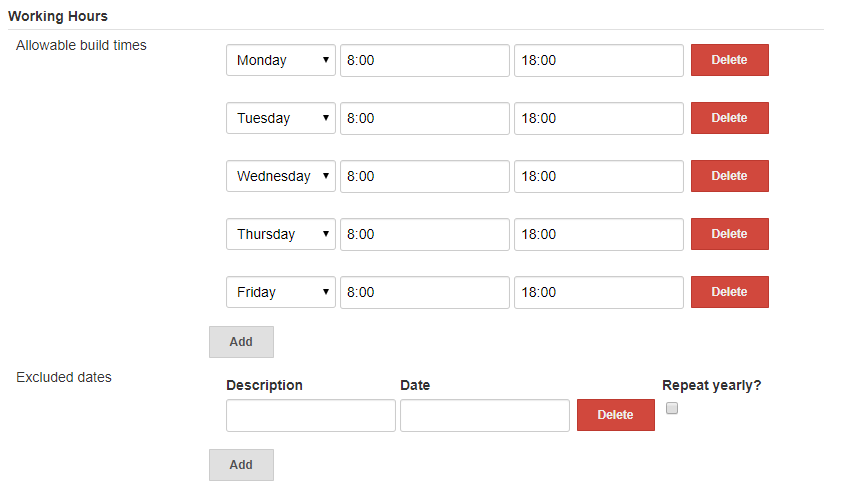 Working Hours
Allowable build times
Monday 8:00 18:00 Delete
Tuesday 8:00 18:00 Delete
Wednesday 8:00 18:00 Delete
Thursday 8:00 18:00 Delete
Friday 8:00 18:00 Delete
Add
Excluded dates
Description Date Repeat yearly?
Delete
Add